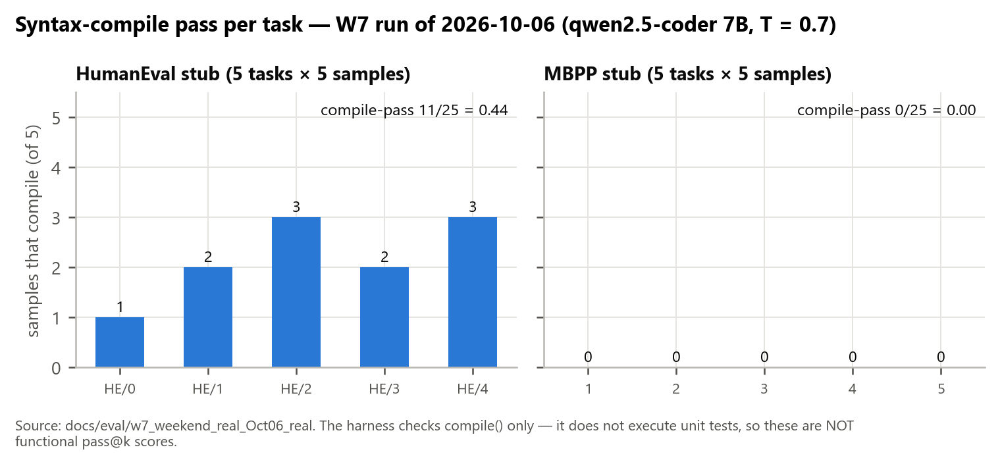 Syntax-compile pass per task — W7 run of 2026-10-06 (qwen2.5-coder 7B, T = 0.7)
HumanEval stub (5 tasks × 5 samples)
compile-pass 11/25 = 0.44
samples that compile (of 5)
5
4
3
2
1
0
1
2
3
2
3
HE/0
HE/1
HE/2
HE/3
HE/4
MBPP stub (5 tasks × 5 samples)
compile-pass 0/25 = 0.00
0
0
0
0
0
1
2
3
4
5
Source: docs/eval/w7_weekend_real_Oct06_real. The harness checks compile() only — it does not execute unit tests, so these are NOT
functional pass@k scores.